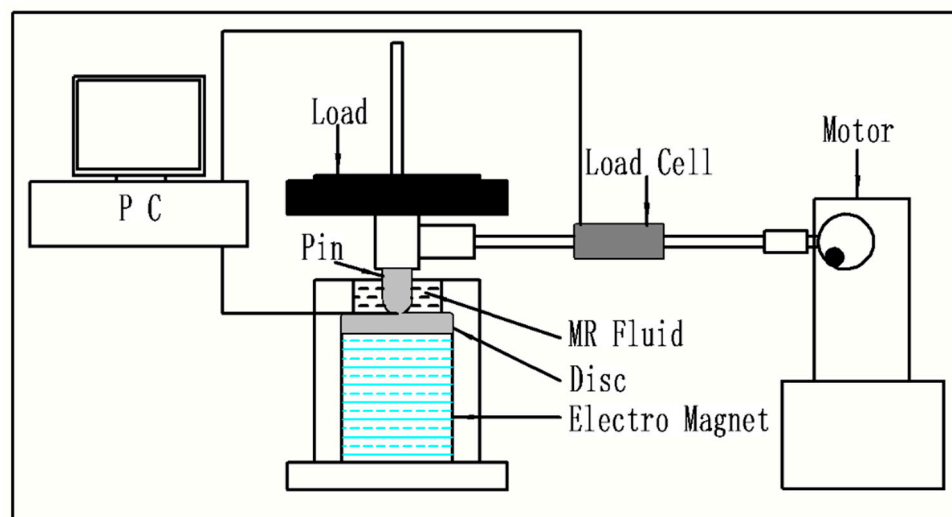 Load
Motor
Load Cell
P C
Pin
MR Fluid
Disc
Electro Magnet